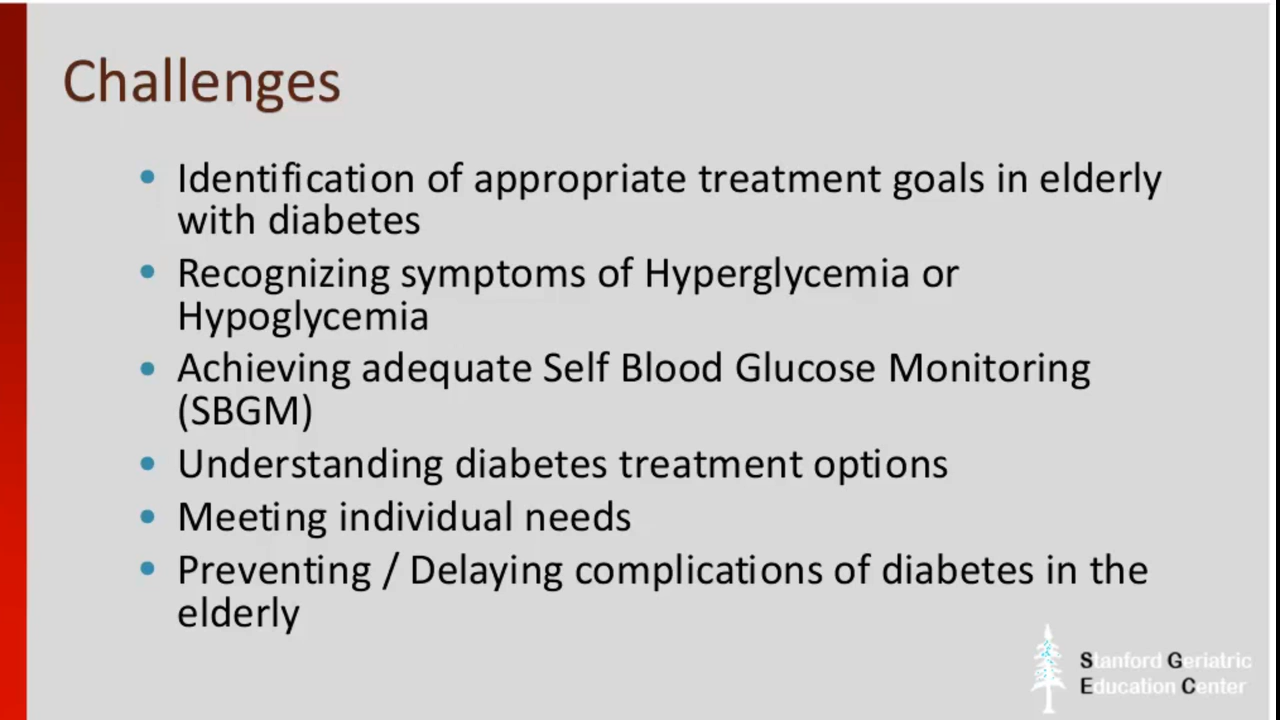 Challenges
• Identification of appropriate treatment goals in elderly
with diabetes
• Recognizing symptoms of Hyperglycemia or
Hypoglycemia
• Achieving adequate Self Blood Glucose Monitoring
(SBGM)
• Understanding diabetes treatment options
• Meeting individual needs
• Preventing / Delaying complications of diabetes in the
elderly
Stanford Geriatric
Education Center